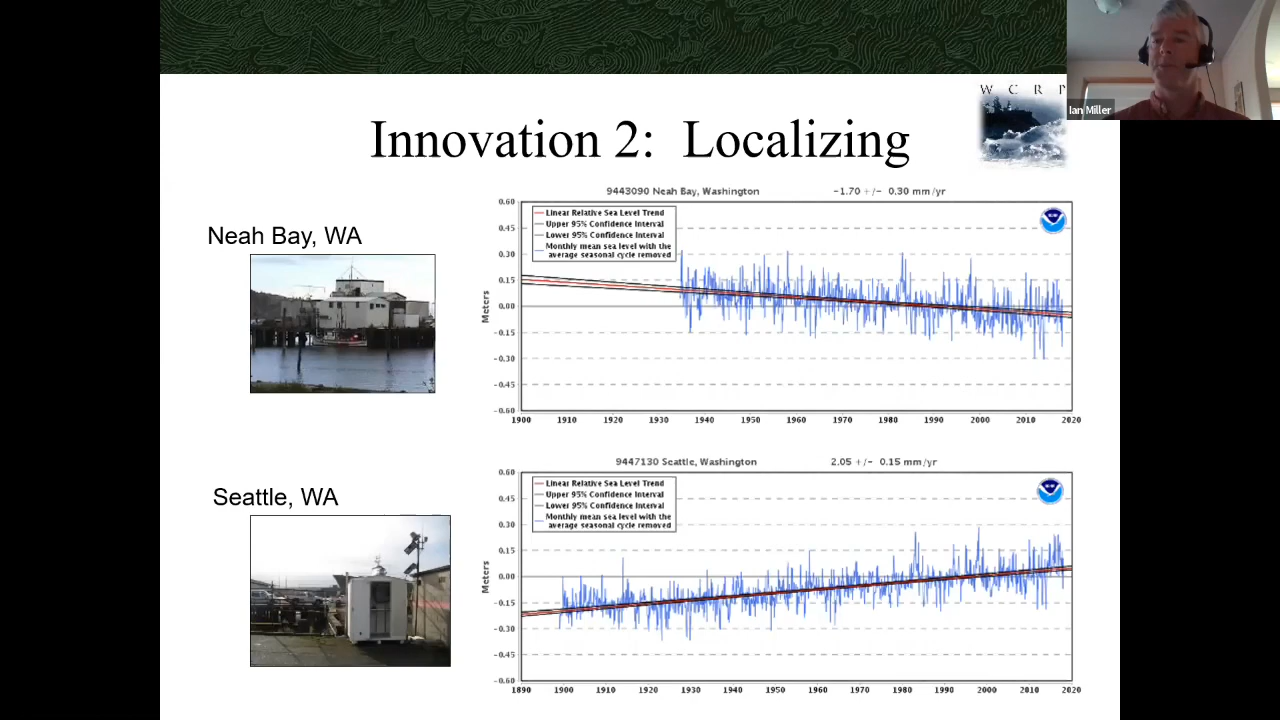 W C R P
Ian Miller
Innovation 2: Localizing
Neah Bay, WA
9443090 Neah Bay, Washington
-1.70 +/- 0.30 mm/yr
Linear Relative Sea Level Trend
Upper 95% Confidence Interval
Lower 95% Confidence Interval
Monthly mean sea level with the
average seasonal cycle removed
Meters
0.60
0.45
0.30
0.15
0.00
-0.15
-0.30
-0.45
-0.60
1900 1910 1920 1930 1940 1950 1960 1970 1980 1990 2000 2010 2020
Seattle, WA
9447130 Seattle, Washington
2.05 +/- 0.15 mm/yr
Linear Relative Sea Level Trend
Upper 95% Confidence Interval
Lower 95% Confidence Interval
Monthly mean sea level with the
average seasonal cycle removed
Meters
0.60
0.45
0.30
0.15
0.00
-0.15
-0.30
-0.45
-0.60
1890 1900 1910 1920 1930 1940 1950 1960 1970 1980 1990 2000 2010 2020